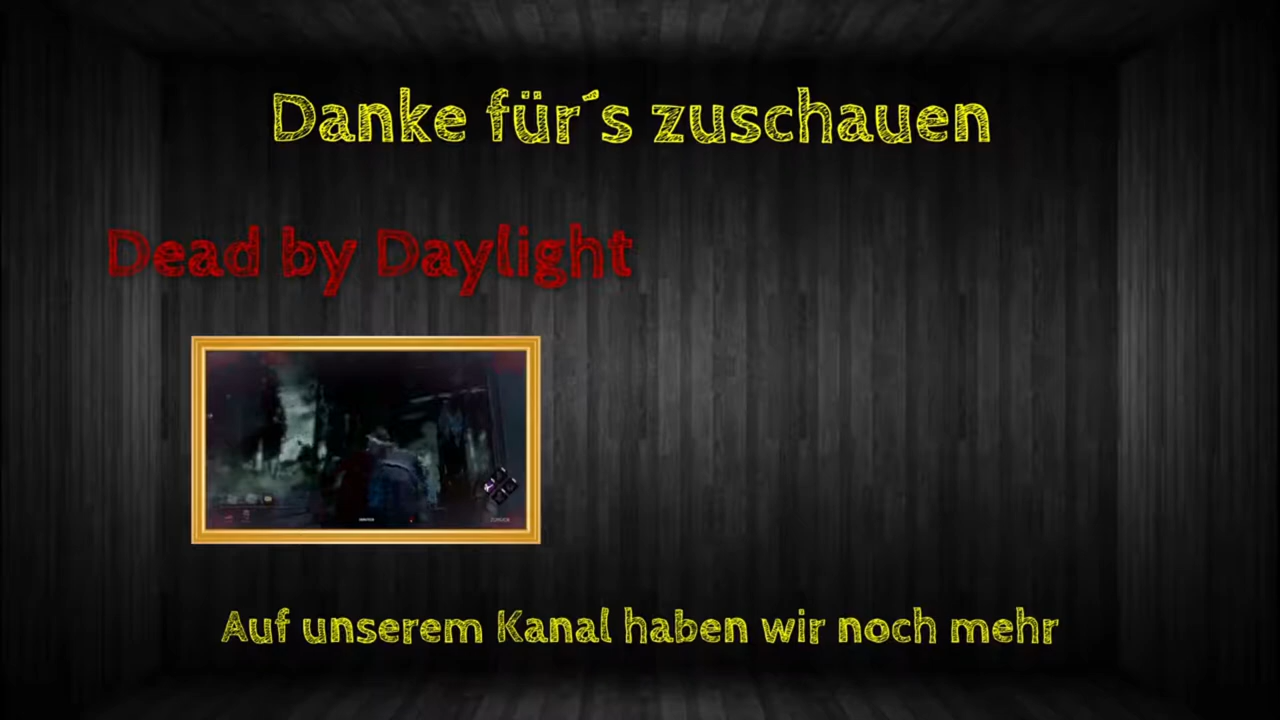 Danke für´s zuschauen
Dead by Daylight
Auf unserem Kanal haben wir noch mehr